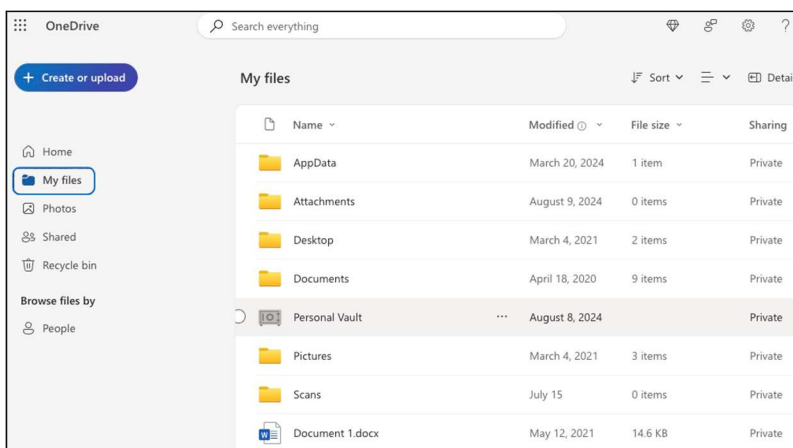 OneDrive
Search everything
?
+ Create or upload
My files
Sort
Detai
Name
Modified
File size
Sharing
Home
My files
Photos
Shared
Recycle bin
Browse files by
People
AppData March 20, 2024 1 item Private
Attachments August 9, 2024 0 items Private
Desktop March 4, 2021 2 items Private
Documents April 18, 2020 9 items Private
Personal Vault ... August 8, 2024 Private
Pictures March 4, 2021 3 items Private
Scans July 15 0 items Private
Document 1.docx May 12, 2021 14.6 KB Private